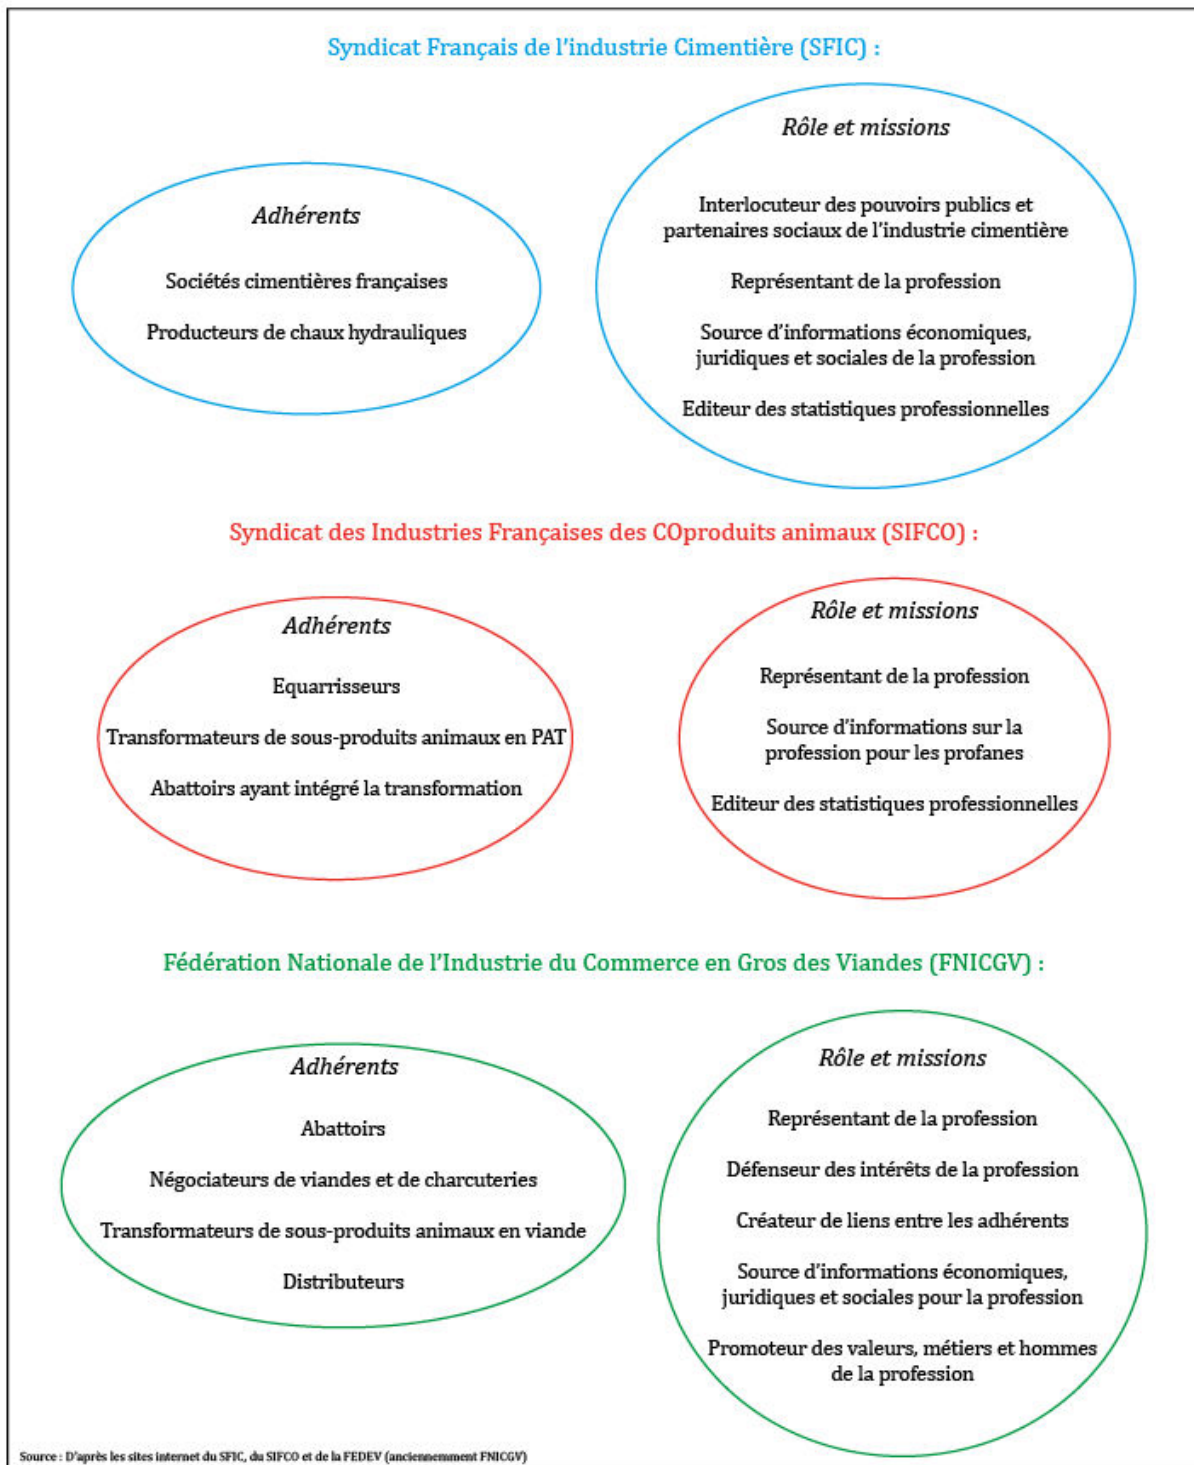 Syndicat Français de l'industrie Cimentière (SFIC) :
Adhérents
Sociétés cimentières françaises
Producteurs de chaux hydrauliques
Rôle et missions
Interlocuteur des pouvoirs publics et
partenaires sociaux de l'industrie cimentière
Représentant de la profession
Source d'informations économiques,
juridiques et sociales de la profession
Editeur des statistiques professionnelles
Syndicat des Industries Françaises des COproduits animaux (SIFCO) :
Adhérents
Equarrisseurs
Transformateurs de sous-produits animaux en PAT
Abattoirs ayant intégré la transformation
Rôle et missions
Représentant de la profession
Source d'informations sur la
profession pour les profanes
Editeur des statistiques professionnelles
Fédération Nationale de l'Industrie du Commerce en Gros des Viandes (FNICGV) :
Adhérents
Abattoirs
Négociateurs de viandes et de charcuteries
Transformateurs de sous-produits animaux en viande
Distributeurs
Rôle et missions
Représentant de la profession
Défenseur des intérêts de la profession
Créateur de liens entre les adhérents
Source d'informations économiques,
juridiques et sociales pour la profession
Promoteur des valeurs, métiers et hommes
de la profession
Source : D'après les sites internet du SFIC, du SIFCO et de la FEDEV (anciennemment FNICGV)